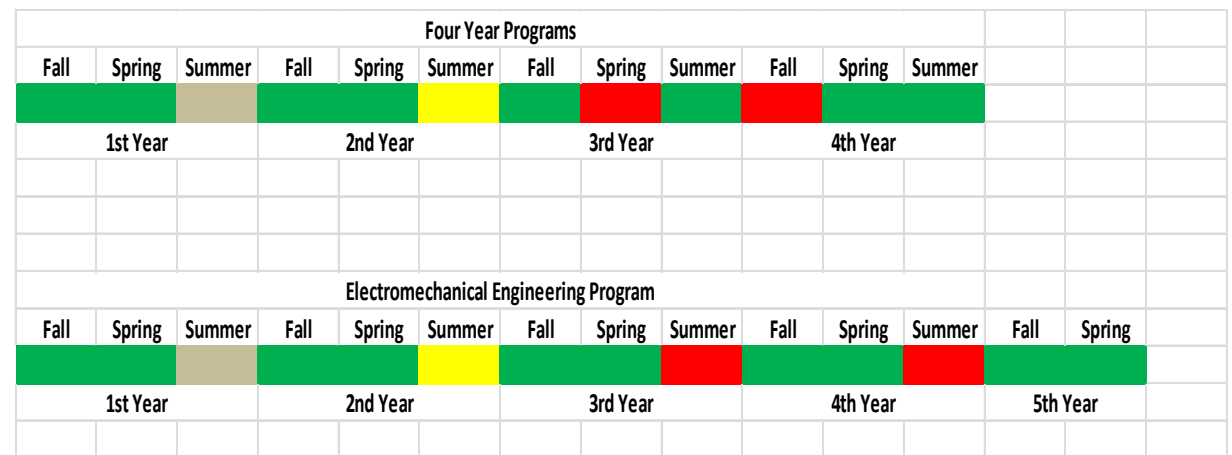 Four Year Programs
Fall Spring Summer Fall Spring Summer Fall Spring Summer Fall Spring Summer
1st Year 2nd Year 3rd Year 4th Year
Electromechanical Engineering Program
Fall Spring Summer Fall Spring Summer Fall Spring Summer Fall Spring Summer Fall Spring
1st Year 2nd Year 3rd Year 4th Year 5th Year